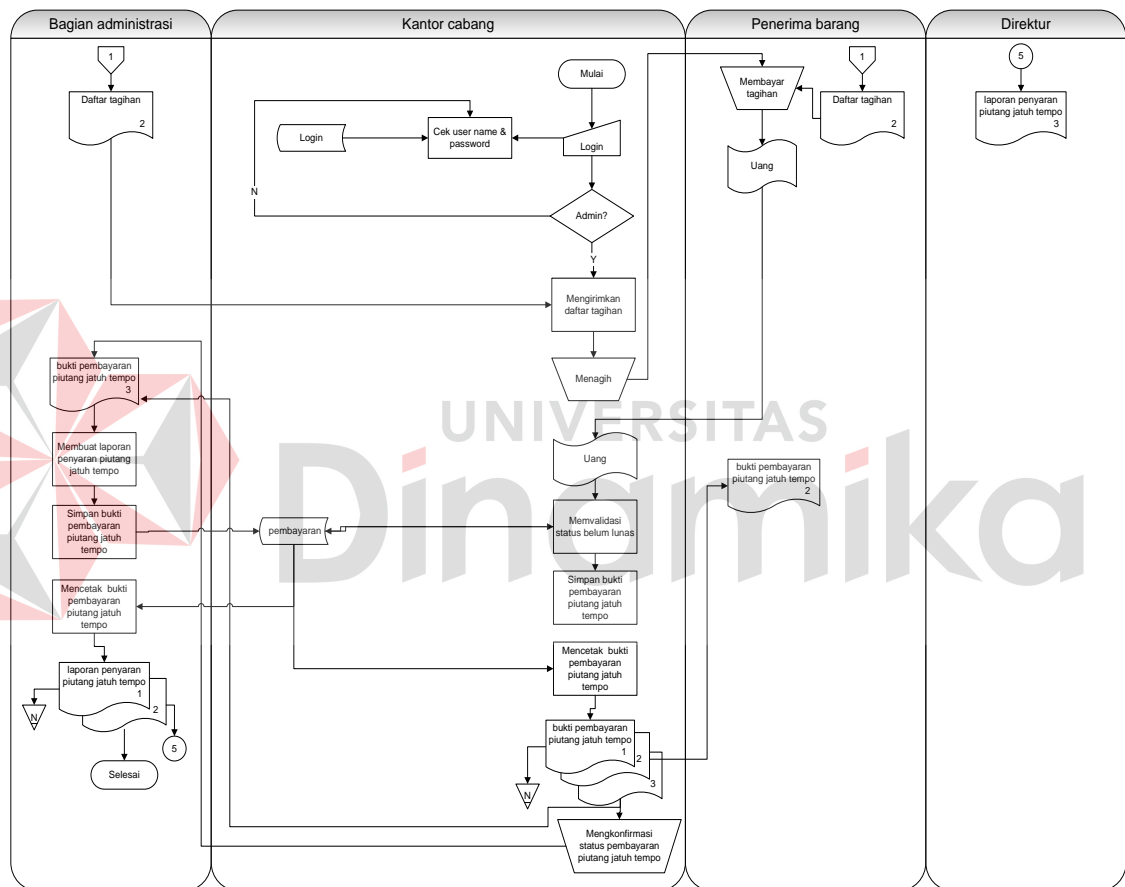 Bagian administrasi
Kantor cabang
Penerima barang
Direktur
1
Daftar tagihan
2
Mulai
Login
Cek user name &
password
Login
N
Admin?
Y
Mengirimkan
daftar tagihan
Menagih
Membayar
tagihan
1
Daftar tagihan
2
Uang
5
laporan penyaran
piutang jatuh tempo
3
bukti pembayaran
piutang jatuh tempo
3
Membuat laporan
penyaran piutang
jatuh tempo
Simpan bukti
pembayaran
piutang jatuh
tempo
Mencetak bukti
pembayaran
piutang jatuh
tempo
laporan penyaran
piutang jatuh tempo
1
2
N
5
Selesai
pembayaran
Uang
Memvalidasi
status belum lunas
Simpan bukti
pembayaran
piutang jatuh
tempo
Mencetak bukti
pembayaran
piutang jatuh
tempo
bukti pembayaran
piutang jatuh tempo
1
2
3
N
Mengkonfirmasi
status pembayaran
piutang jatuh tempo
bukti pembayaran
piutang jatuh tempo
2
UNIVERSITAS
Dinamika